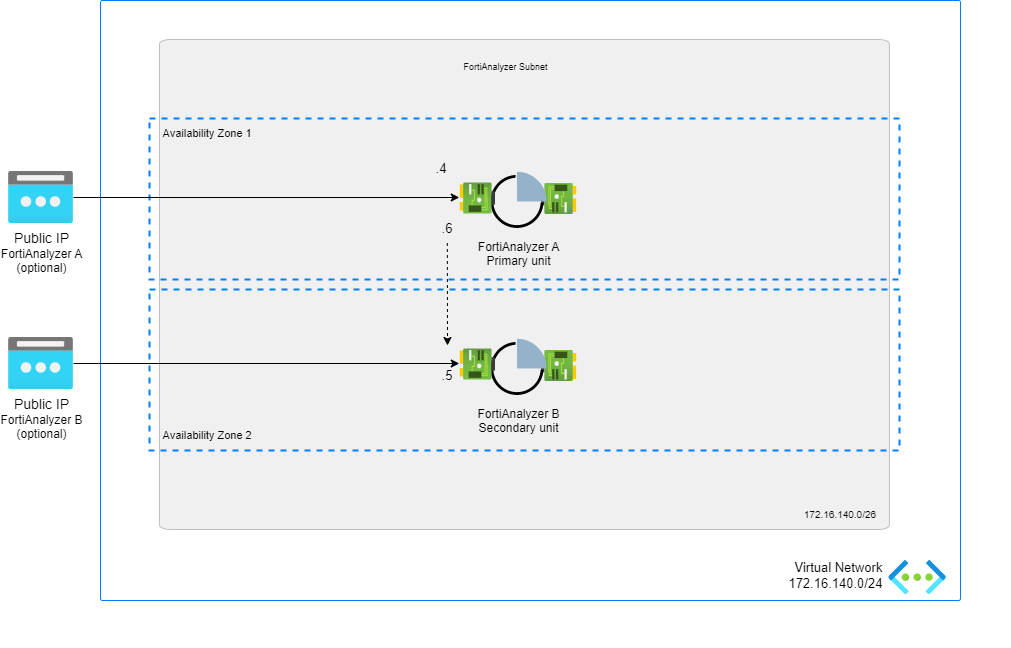 FortiAnalyzer Subnet
Availability Zone 1
.4
.6
FortiAnalyzer A
Primary unit
Public IP
FortiAnalyzer A
(optional)
.5
FortiAnalyzer B
Secondary unit
Public IP
FortiAnalyzer B
(optional)
Availability Zone 2
172.16.140.0/26
Virtual Network
172.16.140.0/24